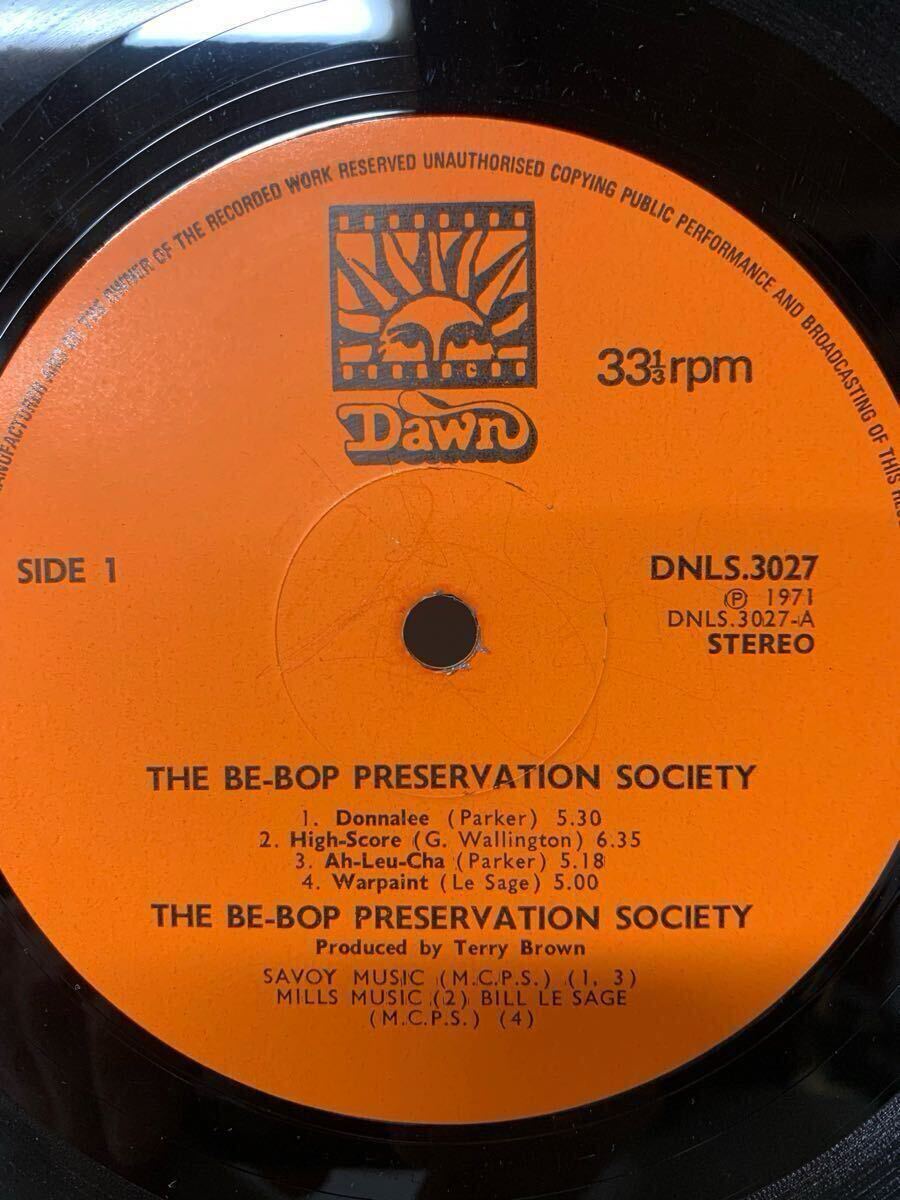 MANUFACTURER AND OF THE OWNER OF THE RECORDED WORK RESERVED UNAUTHORISED COPYING PUBLIC PERFORMANCE AND BROADCASTING OF THIS
33⅓rpm
Dawn
SIDE 1
DNLS.3027
Ⓟ 1971
DNLS.3027-A
STEREO
THE BE-BOP PRESERVATION SOCIETY
1. Donnalee (Parker) 5.30
2. High-Score (G. Wallington) 6.35
3. Ah-Leu-Cha (Parker) 5.18
4. Warpaint (Le Sage) 5.00
THE BE-BOP PRESERVATION SOCIETY
Produced by Terry Brown
SAVOY MUSIC (M.C.P.S.) (1, 3)
MILLS MUSIC (2) BILL LE SAGE
(M.C.P.S.) (4)